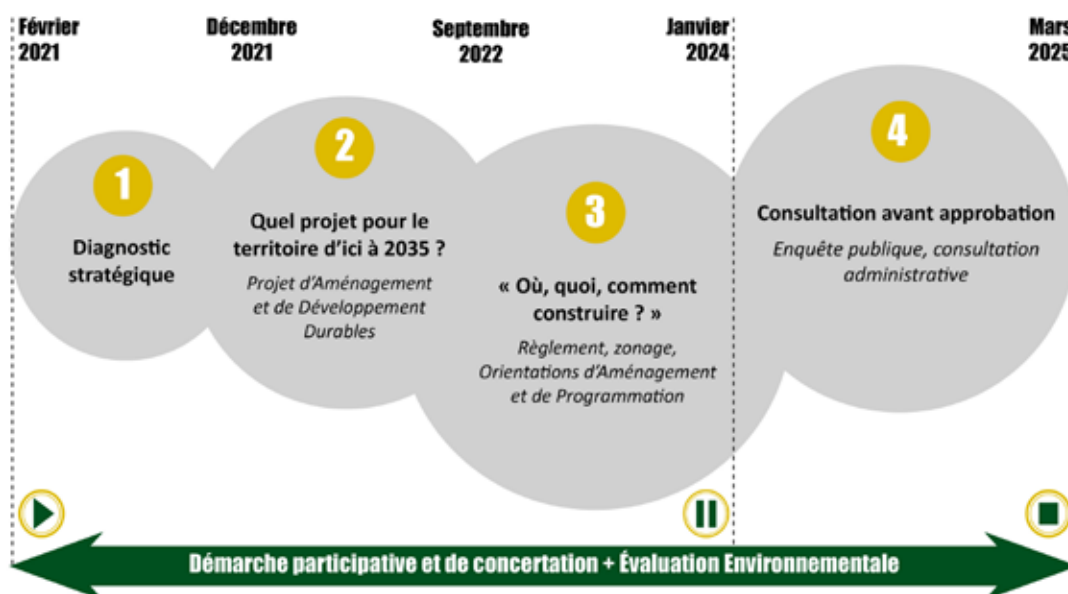 Février
2021
Décembre
2021
Septembre
2022
Janvier
2024
Mars
2025
1
Diagnostic
stratégique
2
Quel projet pour le
territoire d'ici à 2035 ?
Projet d'Aménagement
et de Développement
Durables
3
« Où, quoi, comment
construire ? »
Règlement, zonage,
Orientations d'Aménagement
et de Programmation
4
Consultation avant approbation
Enquête publique, consultation
administrative
Démarche participative et de concertation + Évaluation Environnementale